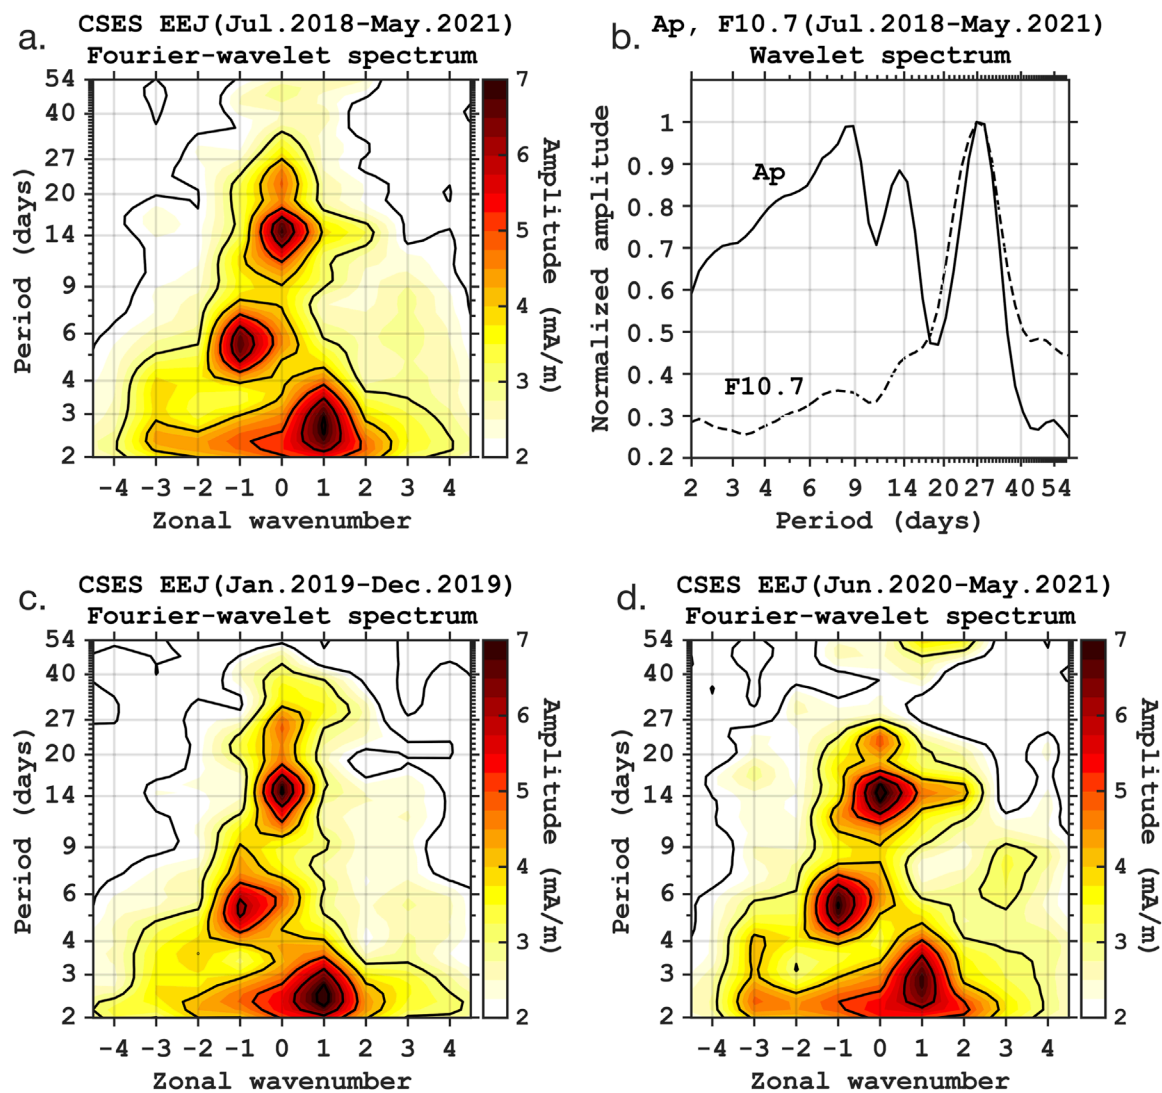 a.
CSES EEJ(Jul.2018-May.2021)
Fourier-wavelet spectrum
54
40
27
20
14
9
6
4
3
2
Period (days)
-4 -3 -2 -1 0 1 2 3 4
Zonal wavenumber
7
6
5
4
3
2
Amplitude (mA/m)
b.
Ap, F10.7(Jul.2018-May.2021)
Wavelet spectrum
1
0.9
0.8
0.7
0.6
0.5
0.4
0.3
0.2
Normalized amplitude
Ap
F10.7
2 3 4 6 9 14 20 27 40 54
Period (days)
c.
CSES EEJ(Jan.2019-Dec.2019)
Fourier-wavelet spectrum
54
40
27
20
14
9
6
4
3
2
Period (days)
-4 -3 -2 -1 0 1 2 3 4
Zonal wavenumber
7
6
5
4
3
2
Amplitude (mA/m)
d.
CSES EEJ(Jun.2020-May.2021)
Fourier-wavelet spectrum
54
40
27
20
14
9
6
4
3
2
Period (days)
-4 -3 -2 -1 0 1 2 3 4
Zonal wavenumber
7
6
5
4
3
2
Amplitude (mA/m)